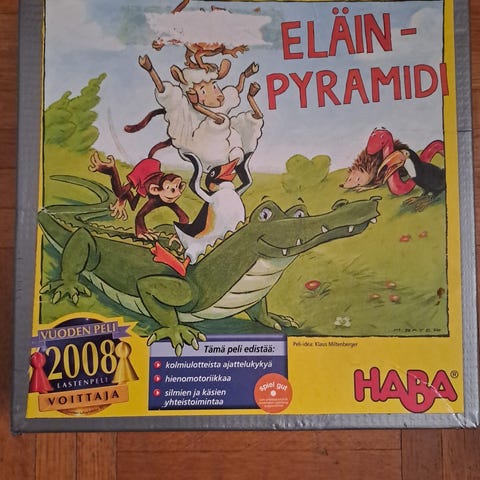 ELÄIN-
PYRAMIDI
M. BAYER
Peli-idea: Klaus Miltenberger
VUODEN PELI
2008
LASTENPELI
VOITTAJA
Tämä peli edistää:
kolmiulotteista ajattelukykyä
hienomotoriikkaa
silmien ja käsien
yhteistoimintaa
spiel gut
HABA®